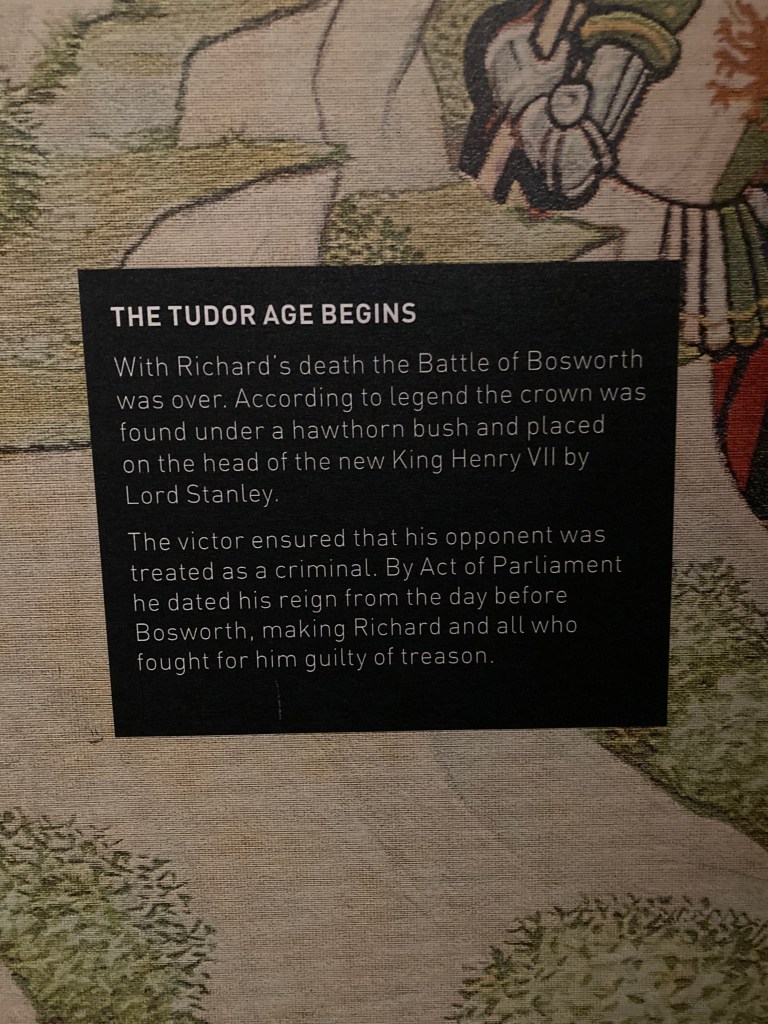 THE TUDOR AGE BEGINS
With Richard's death the Battle of Bosworth
was over. According to legend the crown was
found under a hawthorn bush and placed
on the head of the new King Henry VII by
Lord Stanley.
The victor ensured that his opponent was
treated as a criminal. By Act of Parliament
he dated his reign from the day before
Bosworth, making Richard and all who
fought for him guilty of treason.